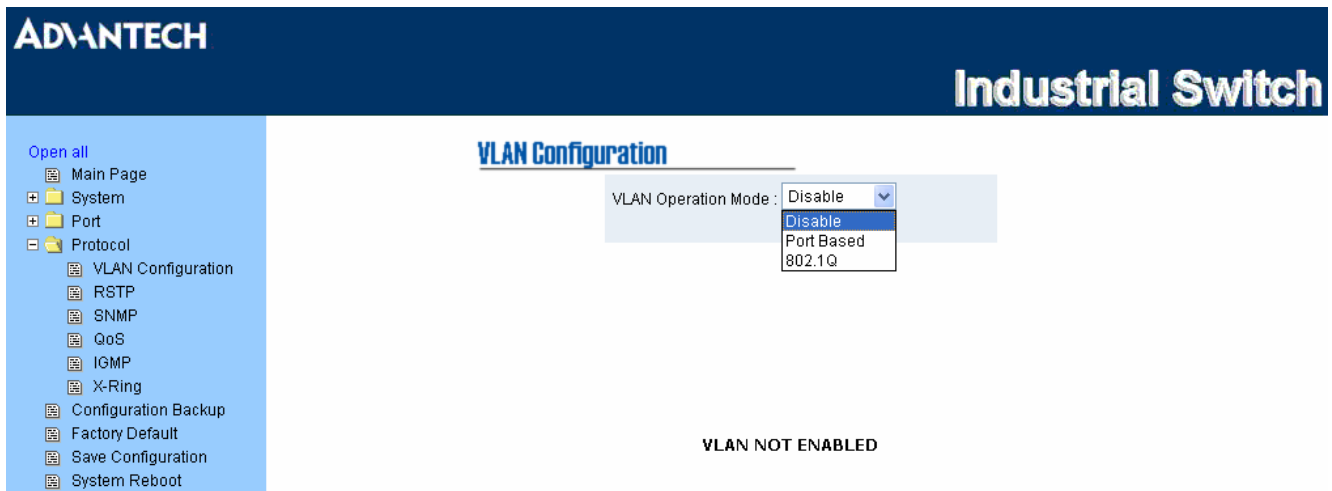 ADVANTECH
Industrial Switch
Open all
Main Page
System
Port
Protocol
VLAN Configuration
RSTP
SNMP
QoS
IGMP
X-Ring
Configuration Backup
Factory Default
Save Configuration
System Reboot
VLAN Configuration
VLAN Operation Mode : Disable
Disable
Port Based
802.1Q
VLAN NOT ENABLED